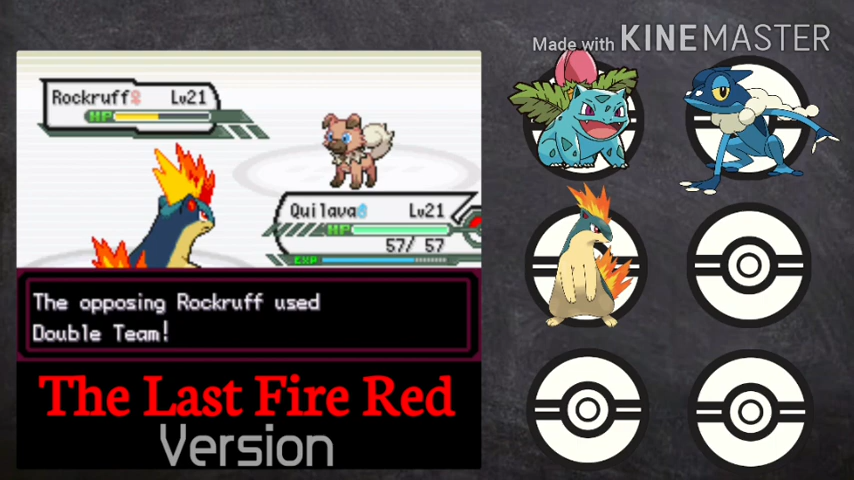 Made with KINEMASTER
Rockruff♀ Lv21
HP
Quilava♂ Lv21
HP
57/ 57
EXP
The opposing Rockruff used
Double Team!
The Last Fire Red
Version